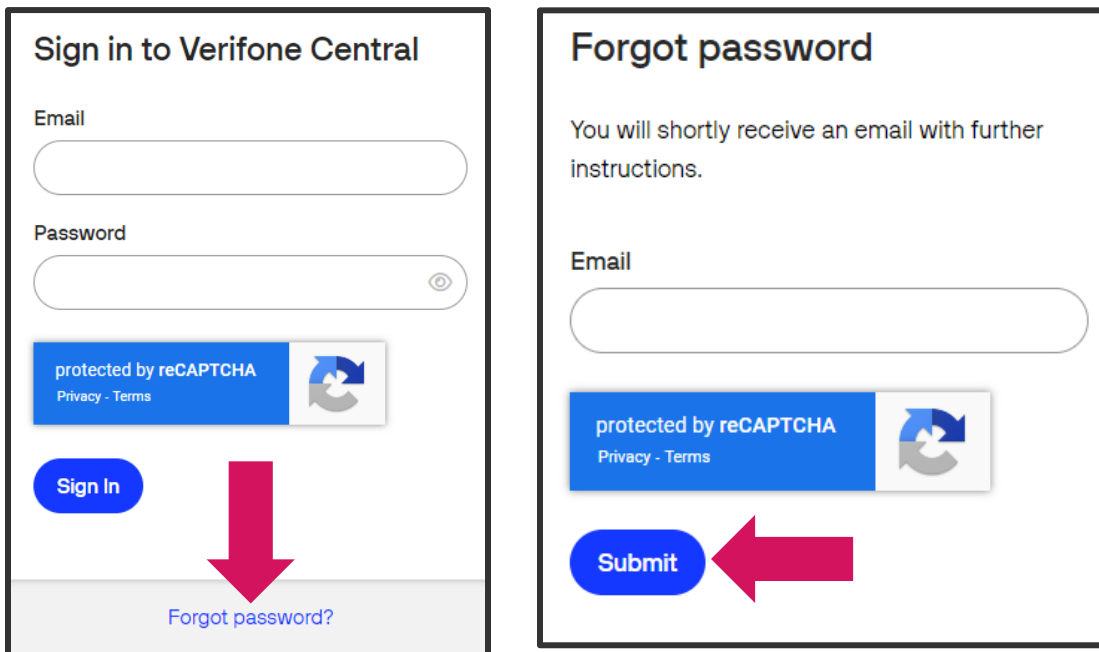 Sign in to Verifone Central
Email
Password
protected by reCAPTCHA
Privacy - Terms
Sign In
Forgot password?
Forgot password
You will shortly receive an email with further
instructions.
Email
protected by reCAPTCHA
Privacy - Terms
Submit